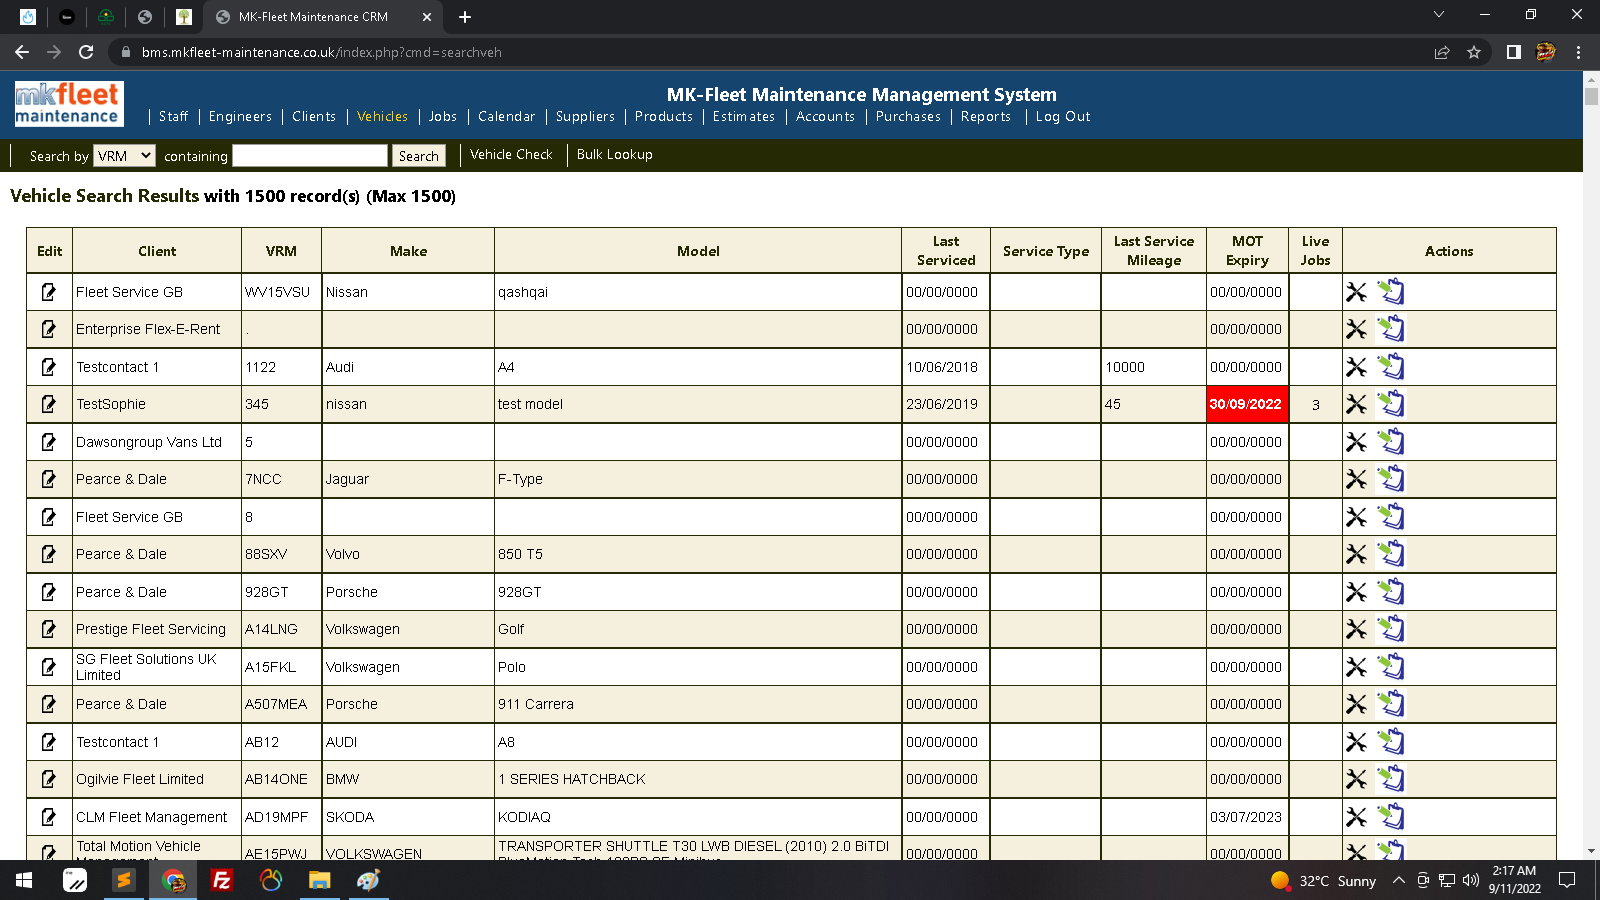 MK-Fleet Maintenance CRM
bms.mkfleet-maintenance.co.uk/index.php?cmd=searchveh
mkfleet
maintenance
MK-Fleet Maintenance Management System
Staff Engineers Clients Vehicles Jobs Calendar Suppliers Products Estimates Accounts Purchases Reports Log Out
Search by VRM containing Search Vehicle Check Bulk Lookup
Vehicle Search Results with 1500 record(s) (Max 1500)
Edit Client VRM Make Model Last Serviced Service Type Last Service Mileage MOT Expiry Live Jobs Actions
Fleet Service GB WV15VSU Nissan qashqai 00/00/0000 00/00/0000
Enterprise Flex-E-Rent . 00/00/0000 00/00/0000
Testcontact 1 1122 Audi A4 10/06/2018 10000 00/00/0000
TestSophie 345 nissan test model 23/06/2019 45 30/09/2022 3
Dawsongroup Vans Ltd 5 00/00/0000 00/00/0000
Pearce & Dale 7NCC Jaguar F-Type 00/00/0000 00/00/0000
Fleet Service GB 8 00/00/0000 00/00/0000
Pearce & Dale 88SXV Volvo 850 T5 00/00/0000 00/00/0000
Pearce & Dale 928GT Porsche 928GT 00/00/0000 00/00/0000
Prestige Fleet Servicing A14LNG Volkswagen Golf 00/00/0000 00/00/0000
SG Fleet Solutions UK Limited A15FKL Volkswagen Polo 00/00/0000 00/00/0000
Pearce & Dale A507MEA Porsche 911 Carrera 00/00/0000 00/00/0000
Testcontact 1 AB12 AUDI A8 00/00/0000 00/00/0000
Ogilvie Fleet Limited AB14ONE BMW 1 SERIES HATCHBACK 00/00/0000 00/00/0000
CLM Fleet Management AD19MPF SKODA KODIAQ 00/00/0000 03/07/2023
Total Motion Vehicle AE15PWJ VOLKSWAGEN TRANSPORTER SHUTTLE T30 LWB DIESEL (2010) 2.0 BiTDI 00/00/0000 00/00/0000
32°C Sunny
2:17 AM
9/11/2022